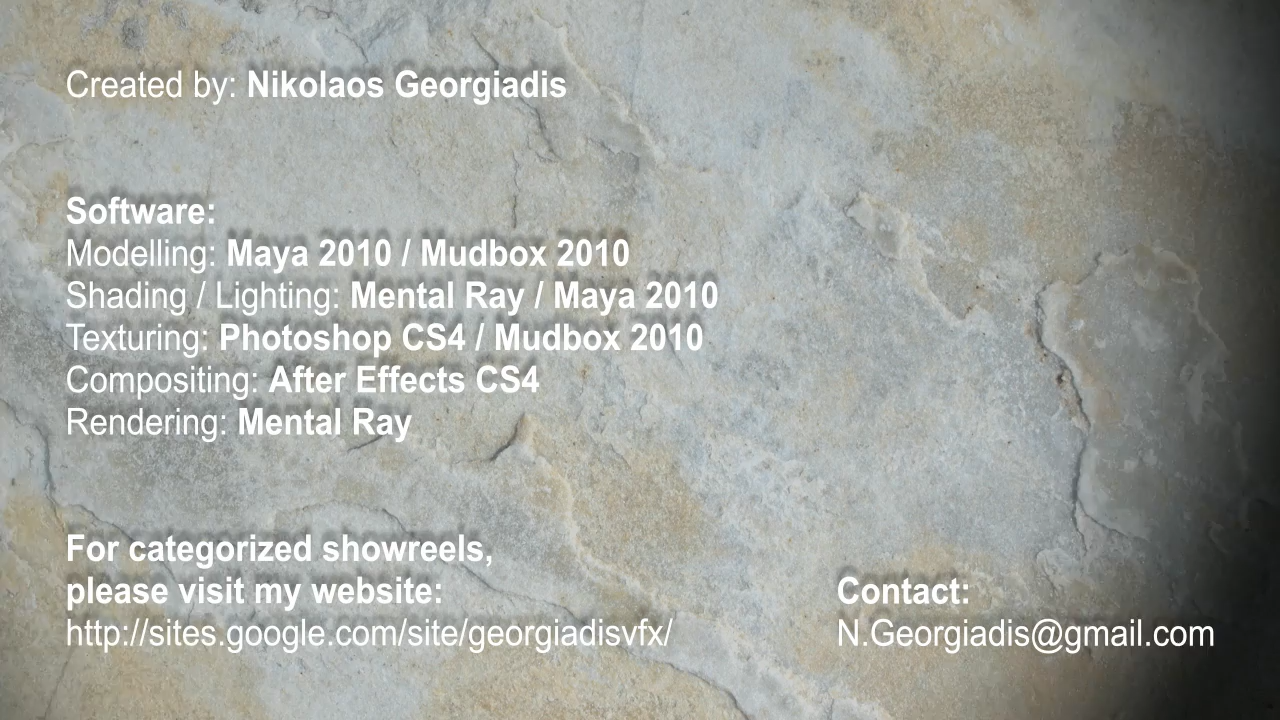 Created by: Nikolaos Georgiadis
Software:
Modelling: Maya 2010 / Mudbox 2010
Shading / Lighting: Mental Ray / Maya 2010
Texturing: Photoshop CS4 / Mudbox 2010
Compositing: After Effects CS4
Rendering: Mental Ray
For categorized showreels,
please visit my website:
http://sites.google.com/site/georgiadisvfx/
Contact:
N.Georgiadis@gmail.com